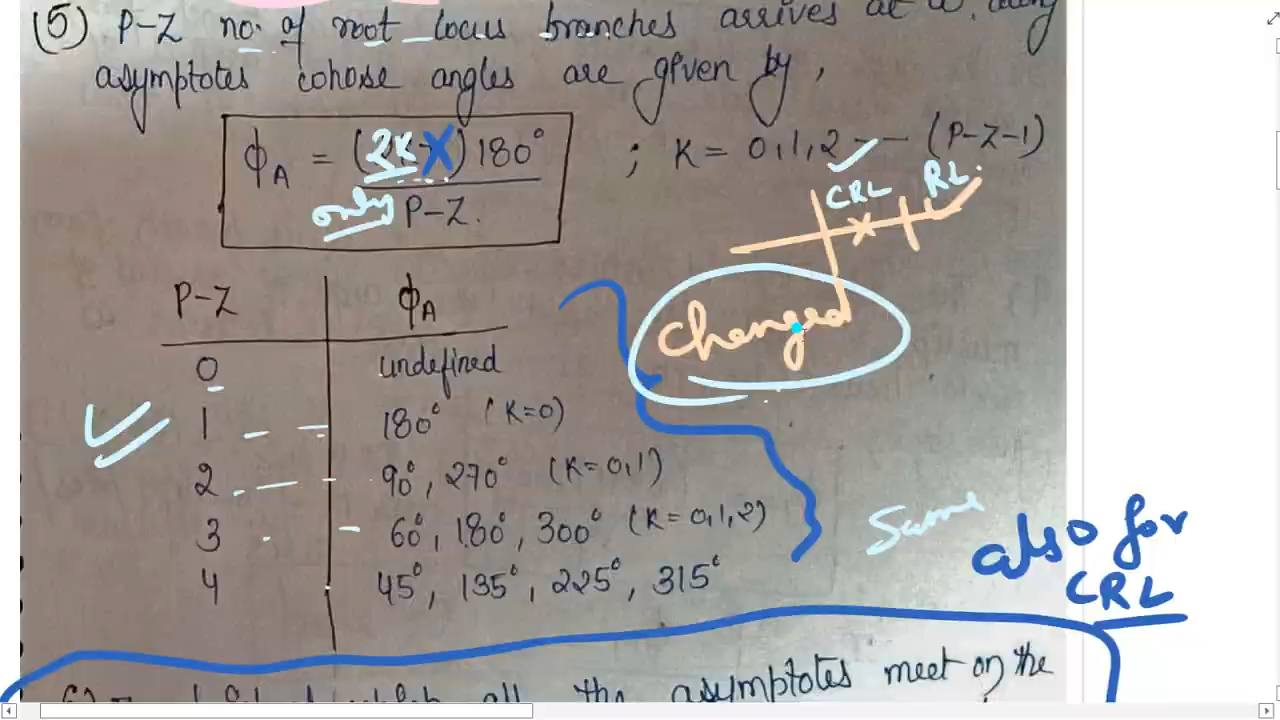 (5) P-Z no. of root locus branches arrives at ∞ along
asymptotes whose angles are given by,
ϕA = (2K X) 180° ; K = 0,1,2 --- (P-Z-1)
only P-Z.
CRL RL.
Changed
P-Z ϕA
0 undefined
1 180° (K=0)
2 90°, 270° (K=0,1)
3 60°, 180°, 300° (K=0,1,2)
4 45°, 135°, 225°, 315°
Same
also for
CRL
all the asymptotes meet on the